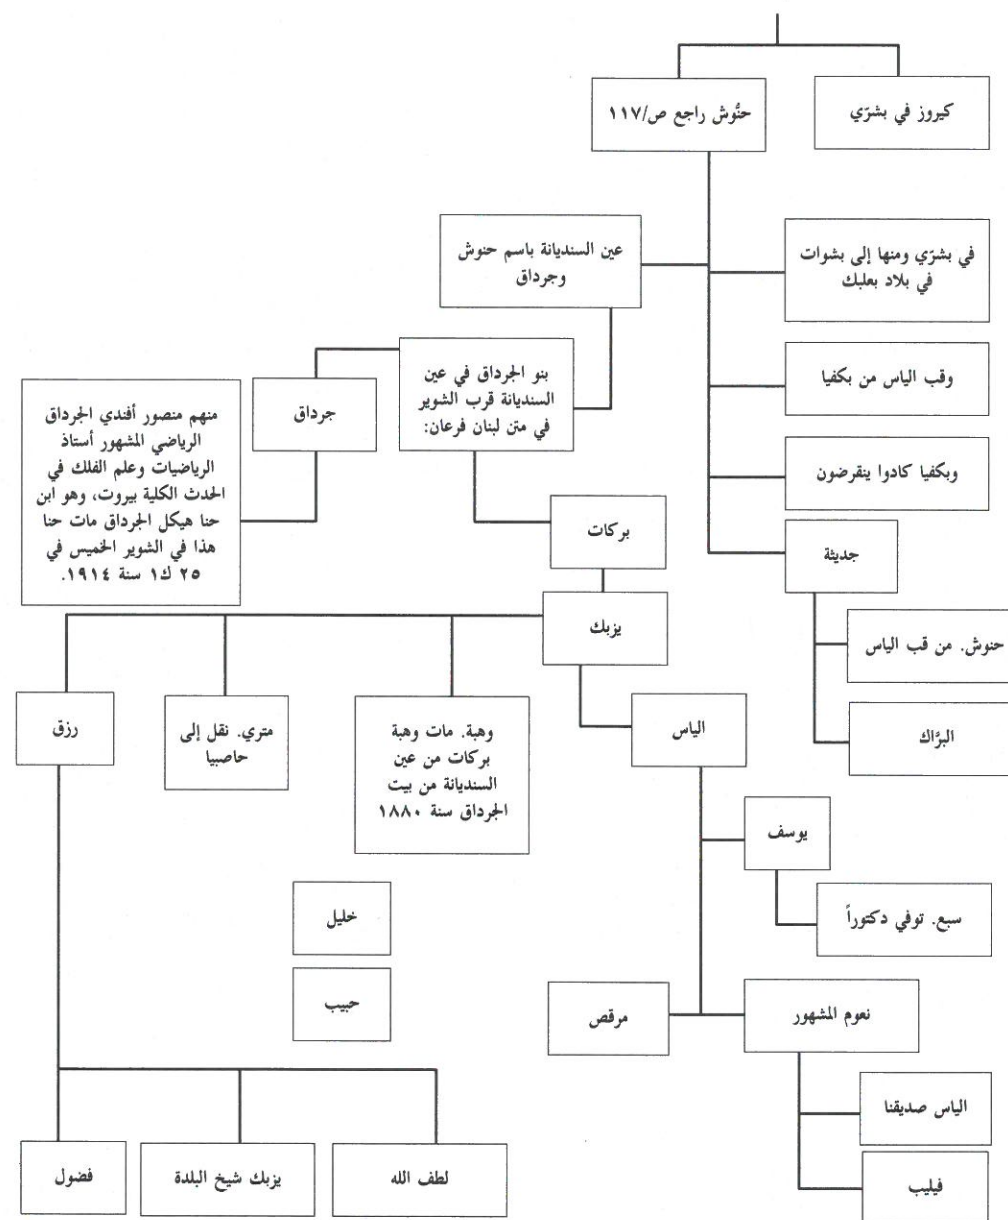 كيروز في بشرّي
حنُّوش راجع ص/١١٧
عين السنديانة باسم حنوش
وجرداق
في بشرّي ومنها إلى بشوات
في بلاد بعلبك
بنو الجرداق في عين
السنديانة قرب الشوير
في متن لبنان فرعان:
وقب الياس من بكفيا
جرداق
منهم منصور أفندي الجرداق
الرياضي المشهور أستاذ
الرياضيات وعلم الفلك في
الحدث الكلية بيروت، وهو ابن
حنا هيكل الجرداق مات حنا
هذا في الشوير الخميس في
٢٥ ك١ سنة ١٩١٤.
وبكفيا كادوا ينقرضون
بركات
جديثة
يزبك
حنوش. من قب الياس
البرَّاك
الياس
وهبة. مات وهبة
بركات من عين
السنديانة من بيت
الجرداق سنة ١٨٨٠
متري. نقل إلى
حاصبيا
رزق
يوسف
سبع. توفي دكتوراً
خليل
حبيب
نعوم المشهور
مرقص
الياس صديقنا
فيليب
لطف الله
يزبك شيخ البلدة
فضول